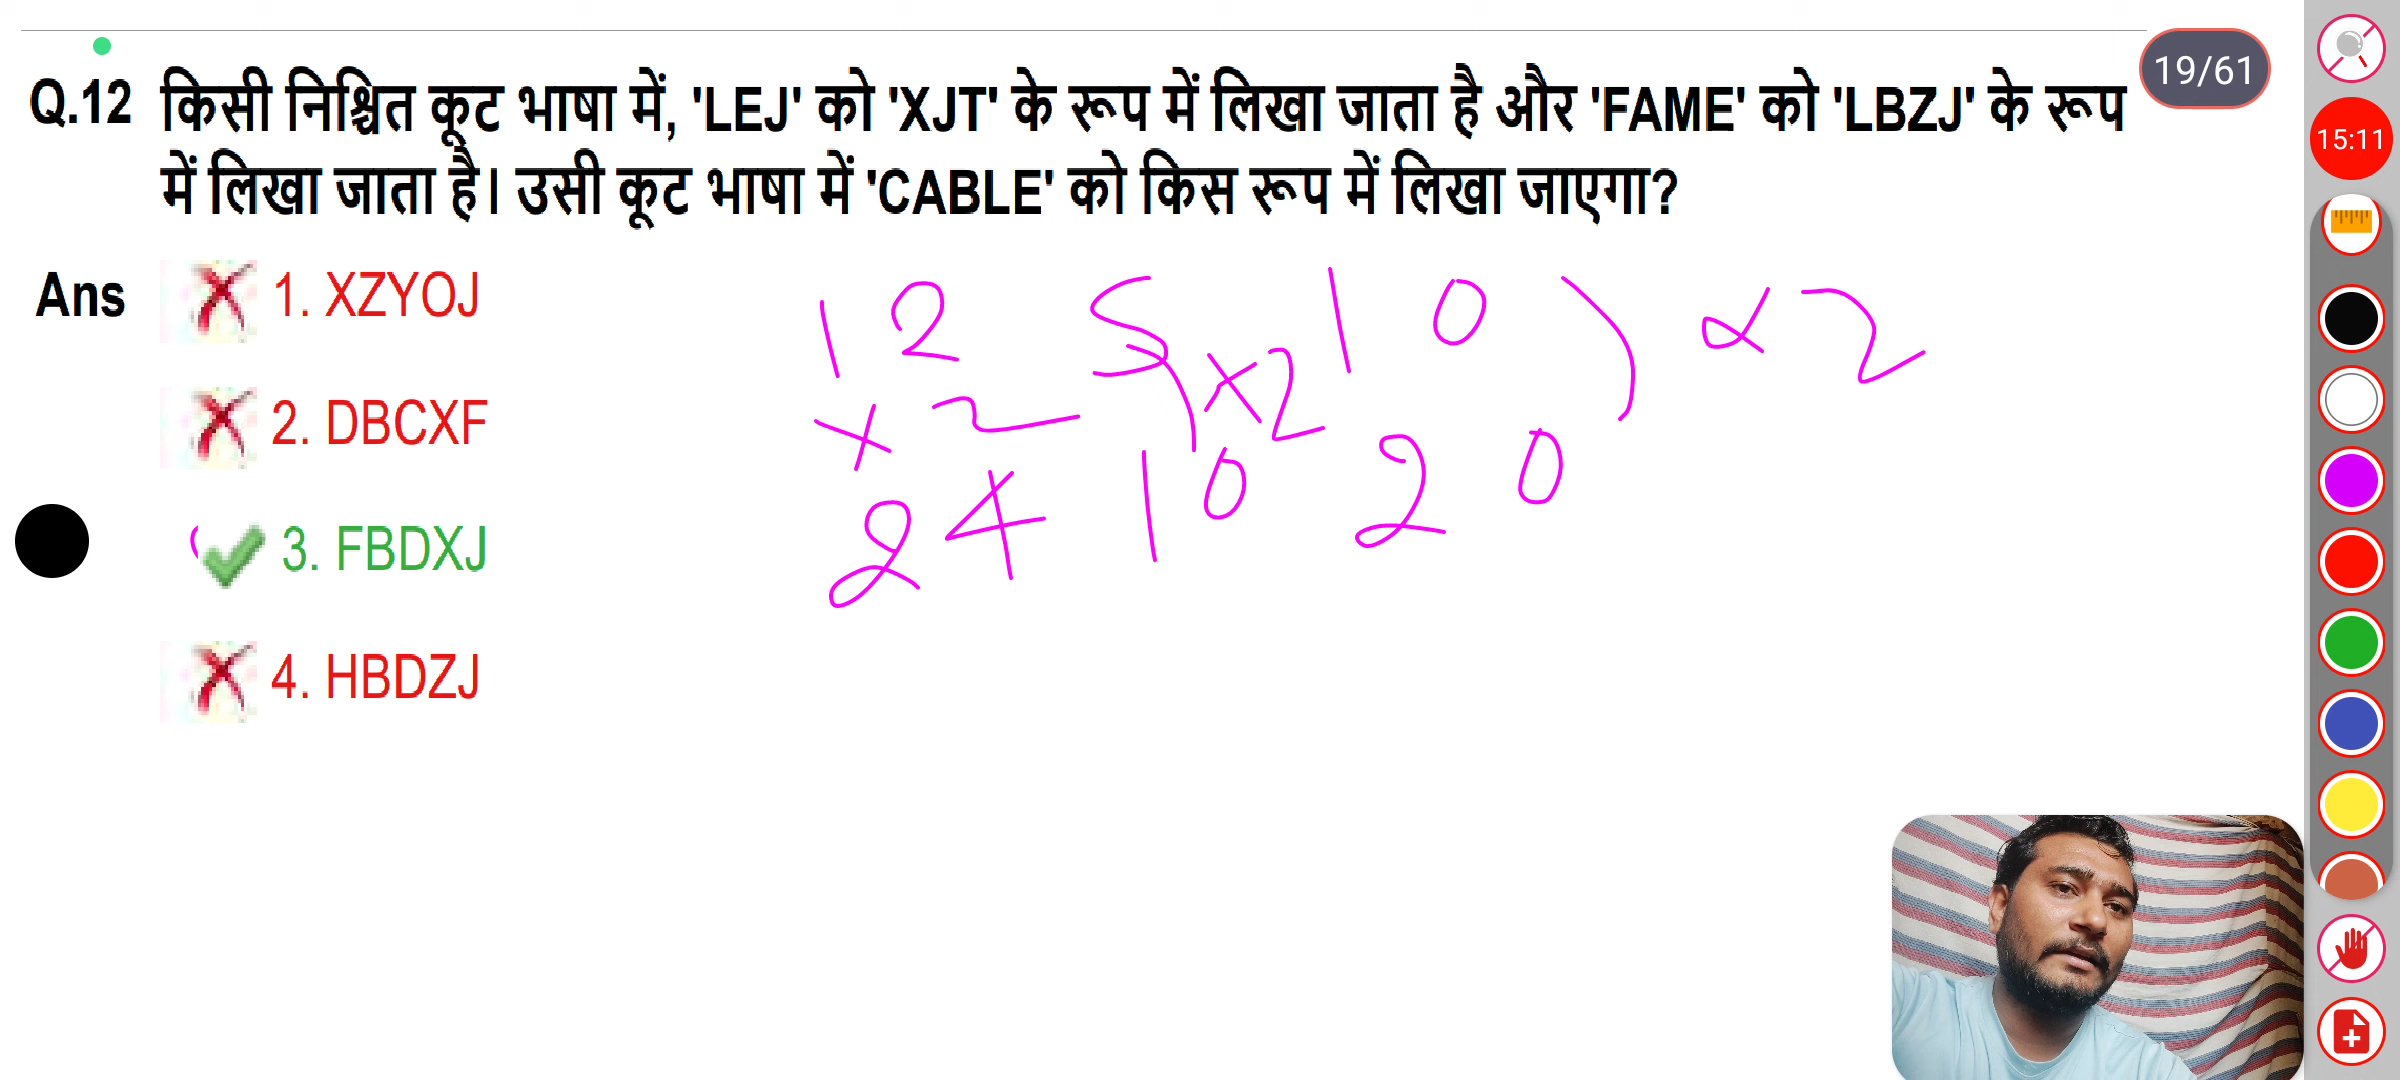 19/61
Q.12 किसी निश्चित कूट भाषा में, 'LEJ' को 'XJT' के रूप में लिखा जाता है और 'FAME' को 'LBZJ' के रूप
15:11
में लिखा जाता है। उसी कूट भाषा में 'CABLE' को किस रूप में लिखा जाएगा?
Ans 1. XZYOJ
12 5 10 ) ×2
×2 )×2
2. DBCXF
24 10 20
3. FBDXJ
4. HBDZJ